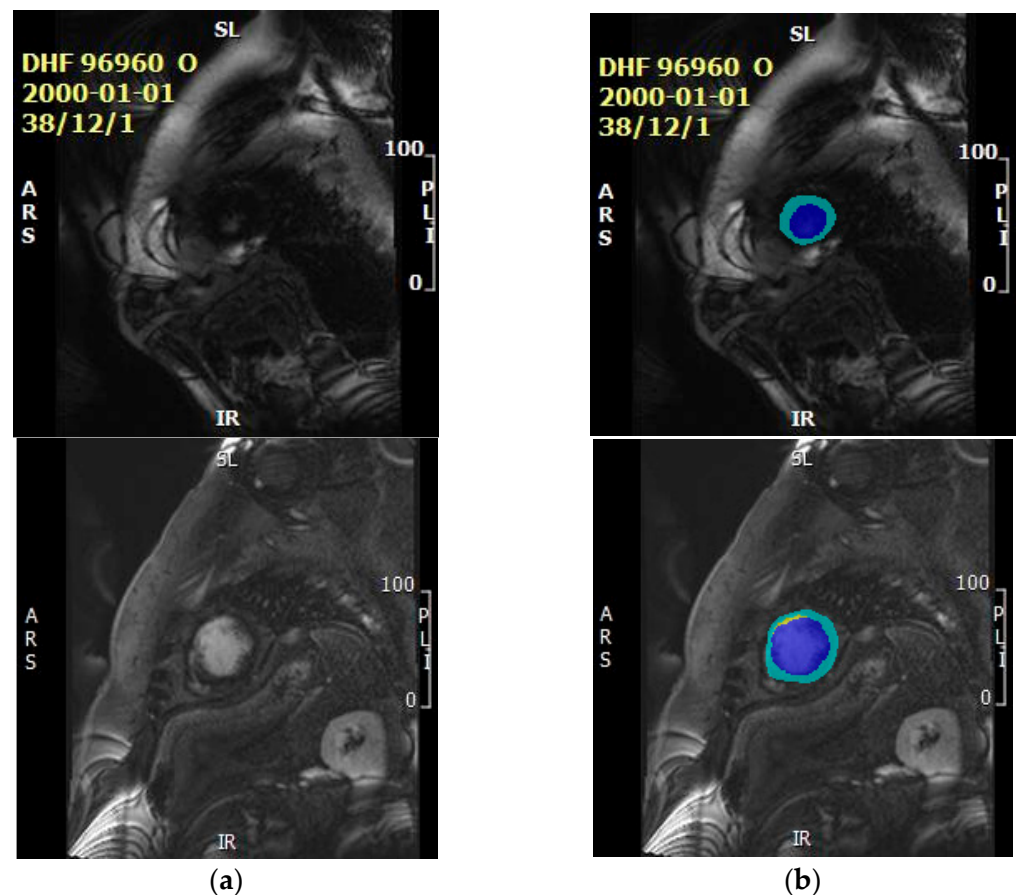 SL
DHF 96960 O
2000-01-01
38/12/1
100
A
R
S
P
L
I
0
IR
SL
DHF 96960 O
2000-01-01
38/12/1
100
A
R
S
P
L
I
0
IR
SL
100
A
R
S
P
L
I
0
IR
SL
100
A
R
S
P
L
I
0
IR
(a)
(b)